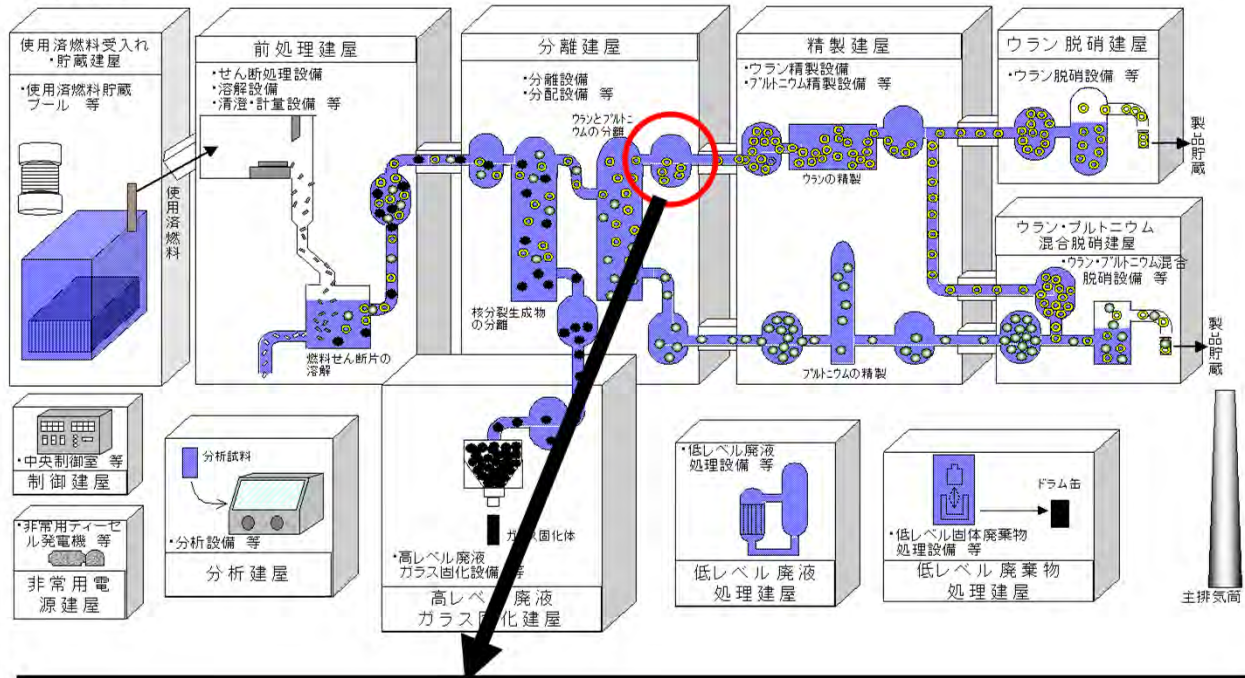 使用済燃料受入れ
・貯蔵建屋
・使用済燃料貯蔵
プール 等
使用済燃料
前処理建屋
・せん断処理設備
・溶解設備
・清澄・計量設備 等
燃料せん断片の
溶解
分離建屋
・分離設備
・分配設備 等
ウランとプルトニ
ウムの分離
核分裂生成物
の分離
精製建屋
・ウラン精製設備
・プルトニウム精製設備 等
ウランの精製
プルトニウムの精製
ウラン脱硝建屋
・ウラン脱硝設備 等
製品貯蔵
ウラン・プルトニウム
混合脱硝建屋
・ウラン・プルトニウム混合
脱硝設備 等
製品貯蔵
・中央制御室 等
制御建屋
・非常用ディーゼ
ル発電機 等
非常用電
源建屋
分析試料
・分析設備 等
分析建屋
ガラス固化体
・高レベル廃液
ガラス固化設備 等
高レベル廃液
ガラス固化建屋
・低レベル廃液
処理設備 等
低レベル廃液
処理建屋
ドラム缶
・低レベル固体廃棄物
処理設備 等
低レベル廃棄物
処理建屋
主排気筒